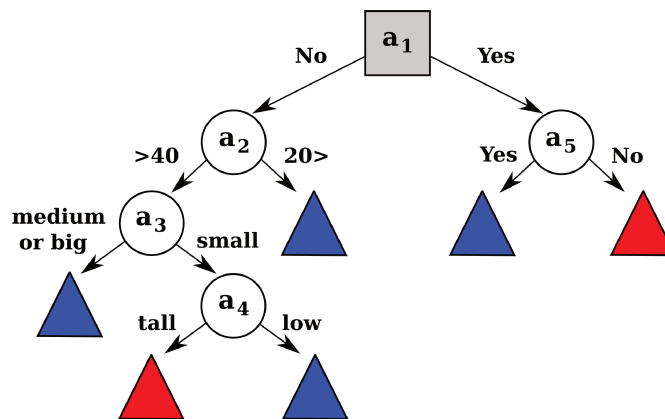 a1
No
Yes
a2
a5
>40
20>
Yes
No
a3
medium
or big
small
a4
tall
low